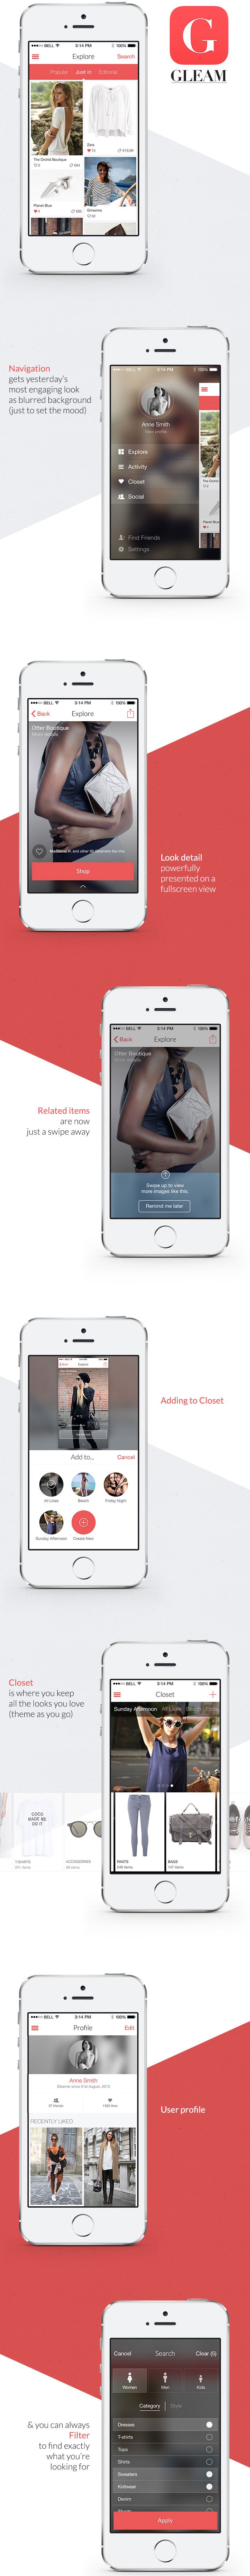 BELL 3:14 PM 100%
Explore Search
Popular Just in Editorial
GLEAM
Zara
The Orchid Boutique
Planet Blue
Navigation
gets yesterday's
most engaging look
as blurred background
(just to set the mood)
BELL 3:14 PM 100%
Anne Smith
View profile
Explore
Activity
Closet
Social
Find Friends
Settings
BELL 3:14 PM 100%
Back Explore
Otter Boutique
More details
Shop
Look detail
powerfully
presented on a
fullscreen view
BELL 3:14 PM 100%
Back Explore
Otter Boutique
More details
Swipe up to view
more images like this.
Remind me later
Related items
are now
just a swipe away
Add to... Cancel
All Likes Beach Friday Night
Sunday Afternoon Create New
Adding to Closet
Closet
is where you keep
all the looks you love
(theme as you go)
BELL 3:14 PM 100%
Closet
Sunday Afternoon All Likes Beach
COCO
MADE ME
DO IT
T-SHIRTS
ACCESSORIES
PANTS
BAGS
BELL 3:14 PM 100%
Profile Edit
Anne Smith
RECENTLY LIKED
User profile
Cancel Search Clear (5)
Women Men Kids
Category Style
Dresses
T-shirts
Tops
Shirts
Sweaters
Knitwear
Denim
Apply
& you can always
Filter
to find exactly
what you're
looking for